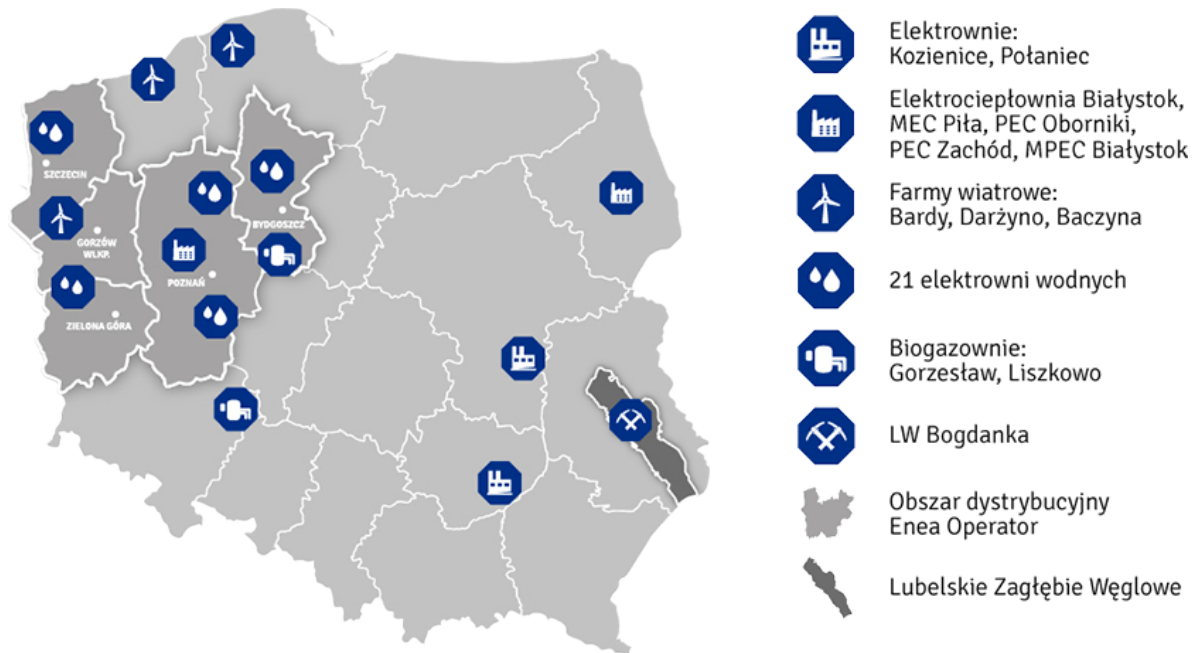 SZCZECIN
GORZÓW
WLKP.
ZIELONA GÓRA
POZNAŃ
BYDGOSZCZ
Elektrownie:
Kozienice, Połaniec
Elektrociepłownia Białystok,
MEC Piła, PEC Oborniki,
PEC Zachód, MPEC Białystok
Farmy wiatrowe:
Bardy, Darżyno, Baczyna
21 elektrowni wodnych
Biogazownie:
Gorzesław, Liszkowo
LW Bogdanka
Obszar dystrybucyjny
Enea Operator
Lubelskie Zagłębie Węglowe